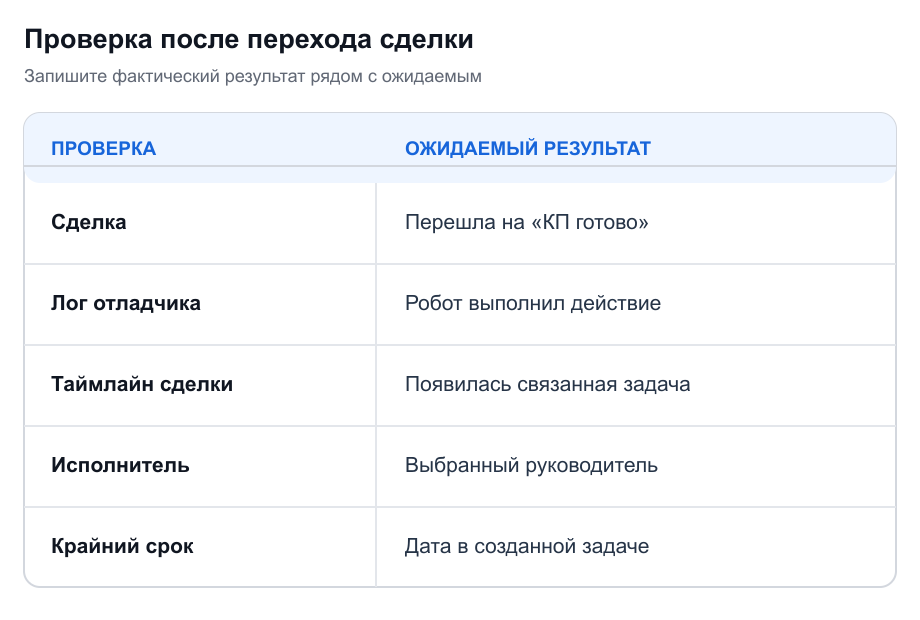 Проверка после перехода сделки
Запишите фактический результат рядом с ожидаемым
ПРОВЕРКА ОЖИДАЕМЫЙ РЕЗУЛЬТАТ
Сделка Перешла на «КП готово»
Лог отладчика Робот выполнил действие
Таймлайн сделки Появилась связанная задача
Исполнитель Выбранный руководитель
Крайний срок Дата в созданной задаче